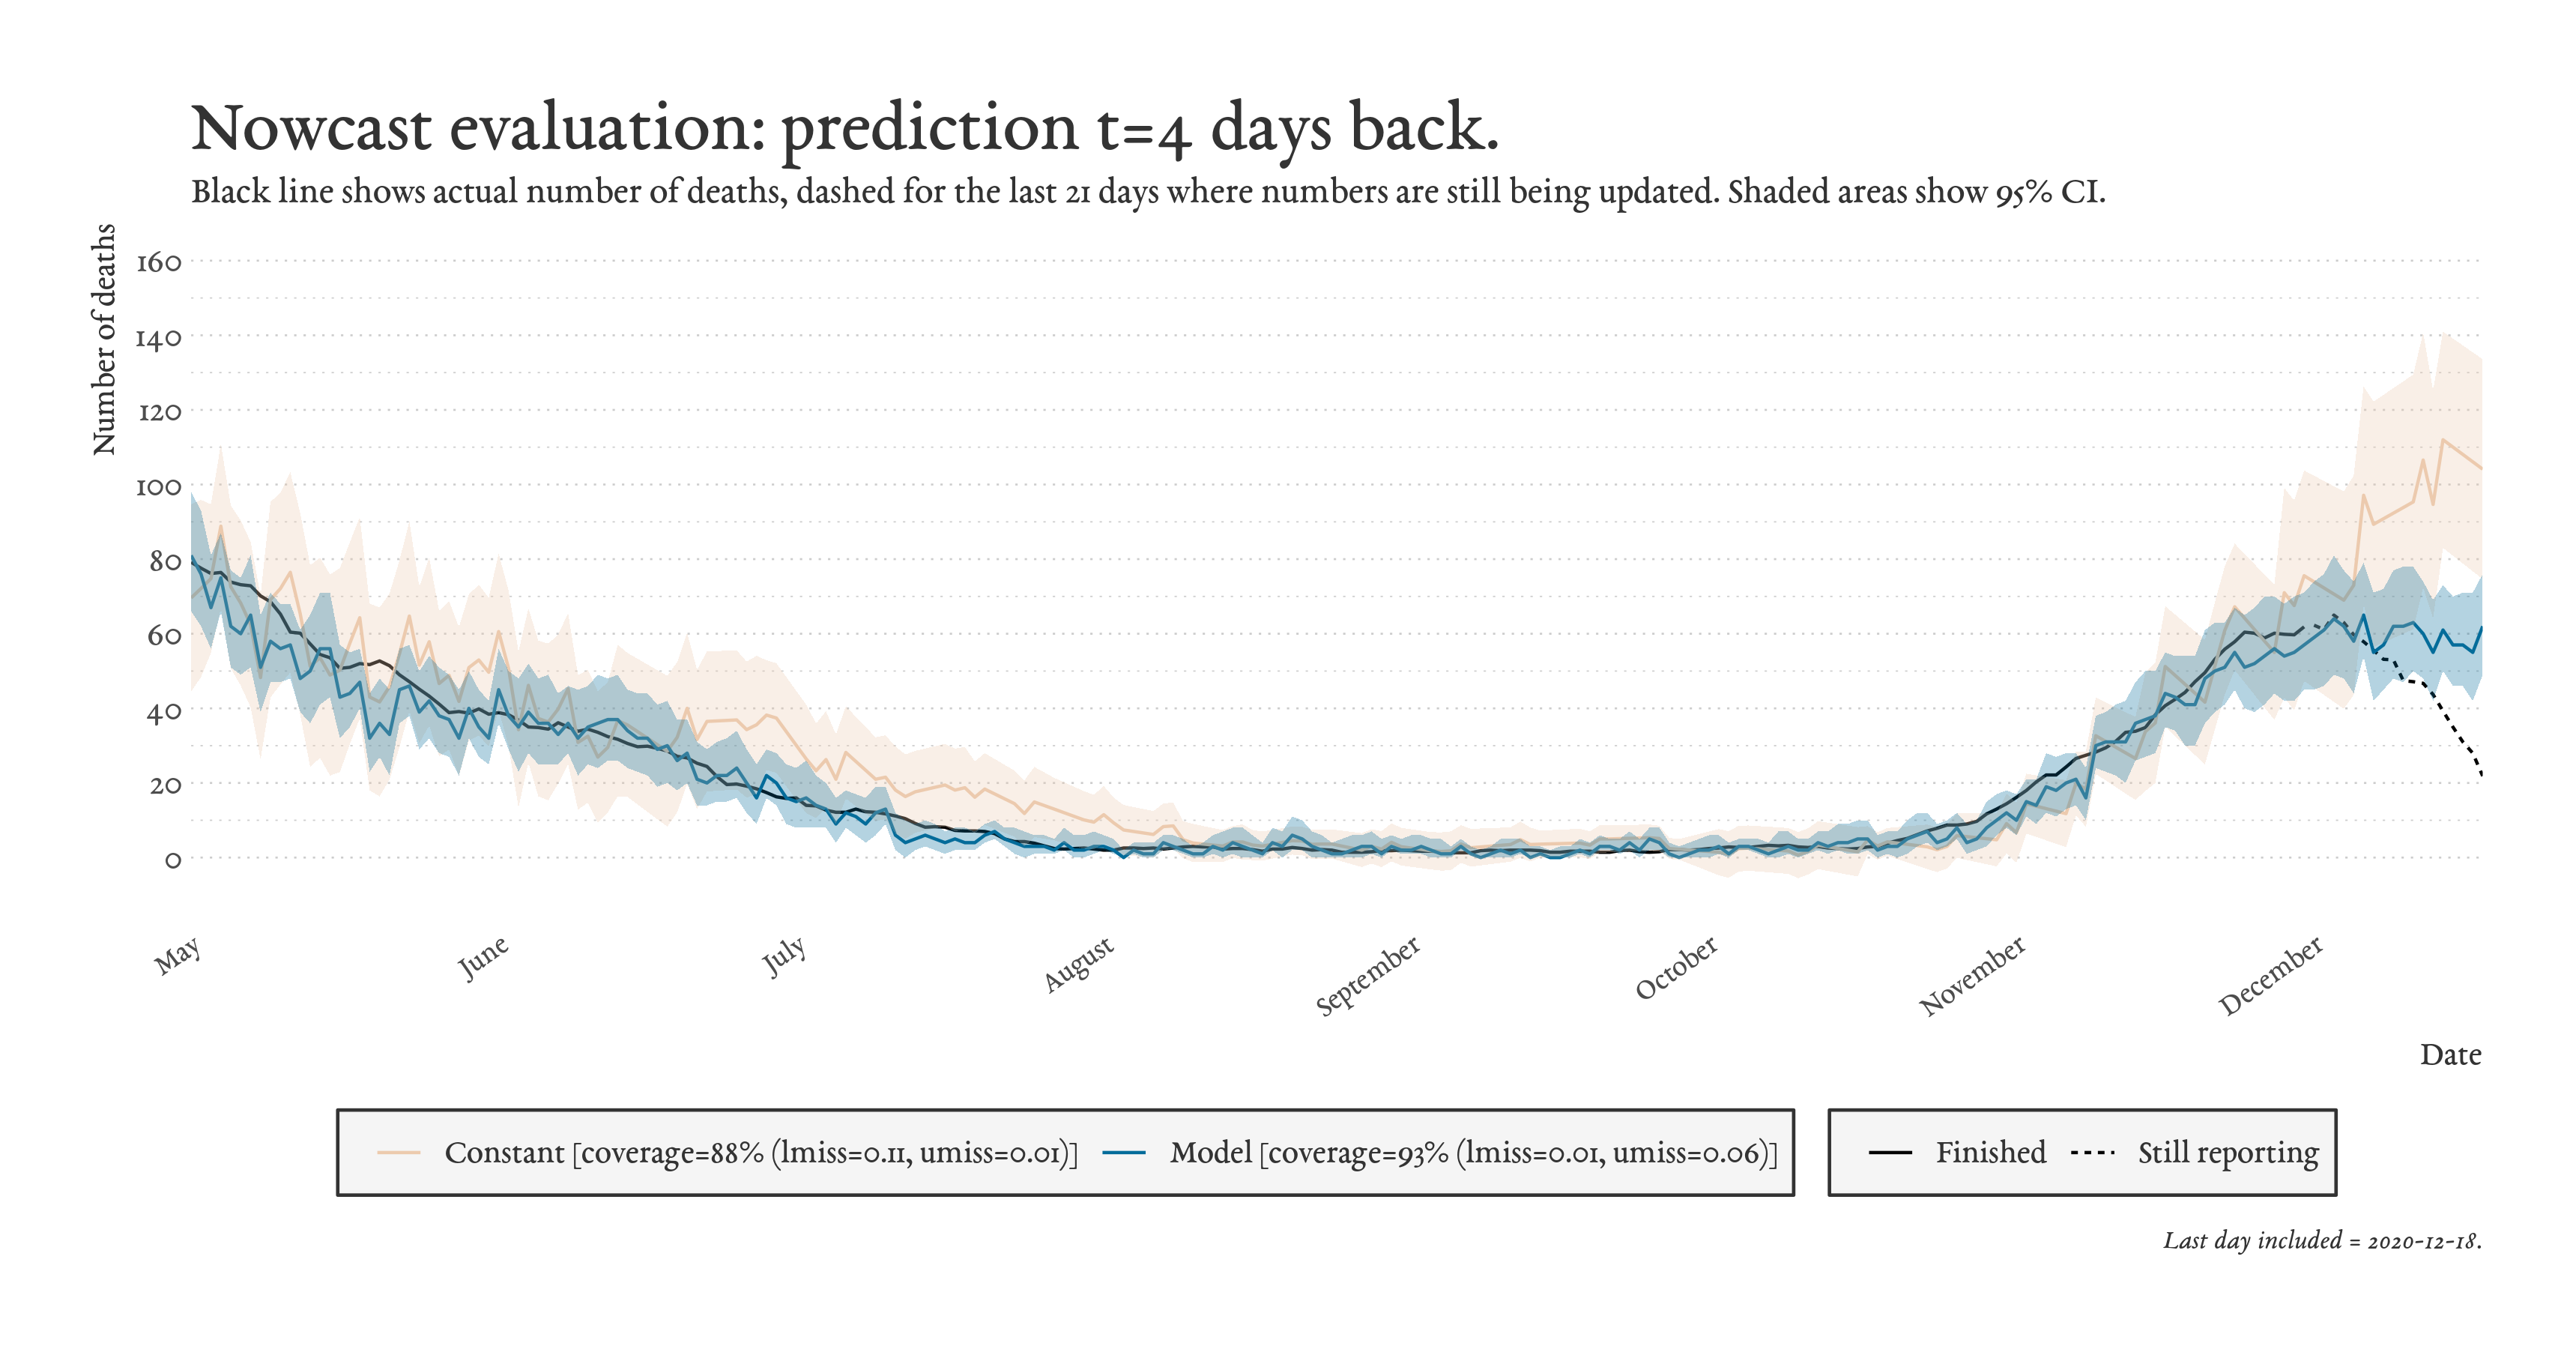 Nowcast evaluation: prediction t=4 days back.
Black line shows actual number of deaths, dashed for the last 21 days where numbers are still being updated. Shaded areas show 95% CI.
Number of deaths
160
140
120
100
80
60
40
20
0
May
June
July
August
September
October
November
December
Date
Constant [coverage=88% (lmiss=0.11, umiss=0.01)]
Model [coverage=93% (lmiss=0.01, umiss=0.06)]
Finished
Still reporting
Last day included = 2020-12-18.